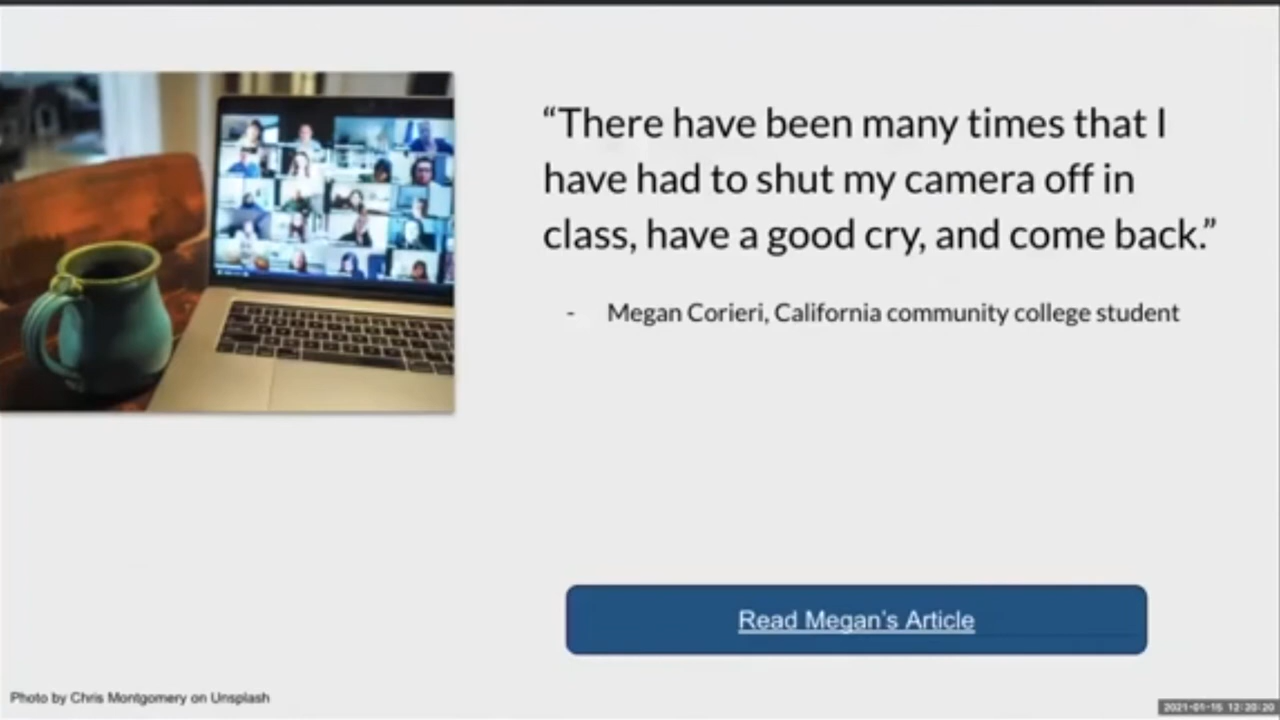 “There have been many times that I
have had to shut my camera off in
class, have a good cry, and come back.”
- Megan Corieri, California community college student
Read Megan's Article
Photo by Chris Montgomery on Unsplash
2021-01-15 12:30:20